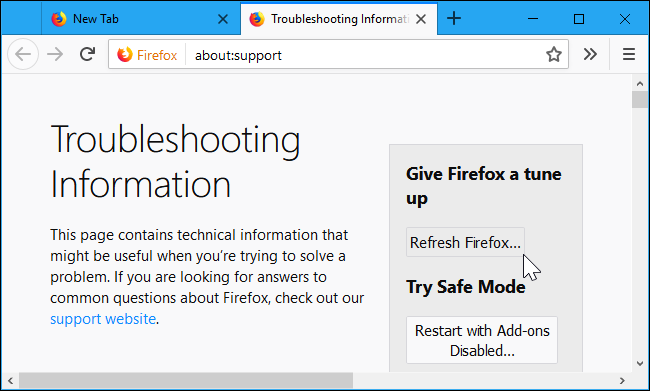 New Tab
Troubleshooting Informati
Firefox
about:support
Troubleshooting
Information
This page contains technical information that
might be useful when you're trying to solve a
problem. If you are looking for answers to
common questions about Firefox, check out our
support website.
Give Firefox a tune
up
Refresh Firefox...
Try Safe Mode
Restart with Add-ons
Disabled...